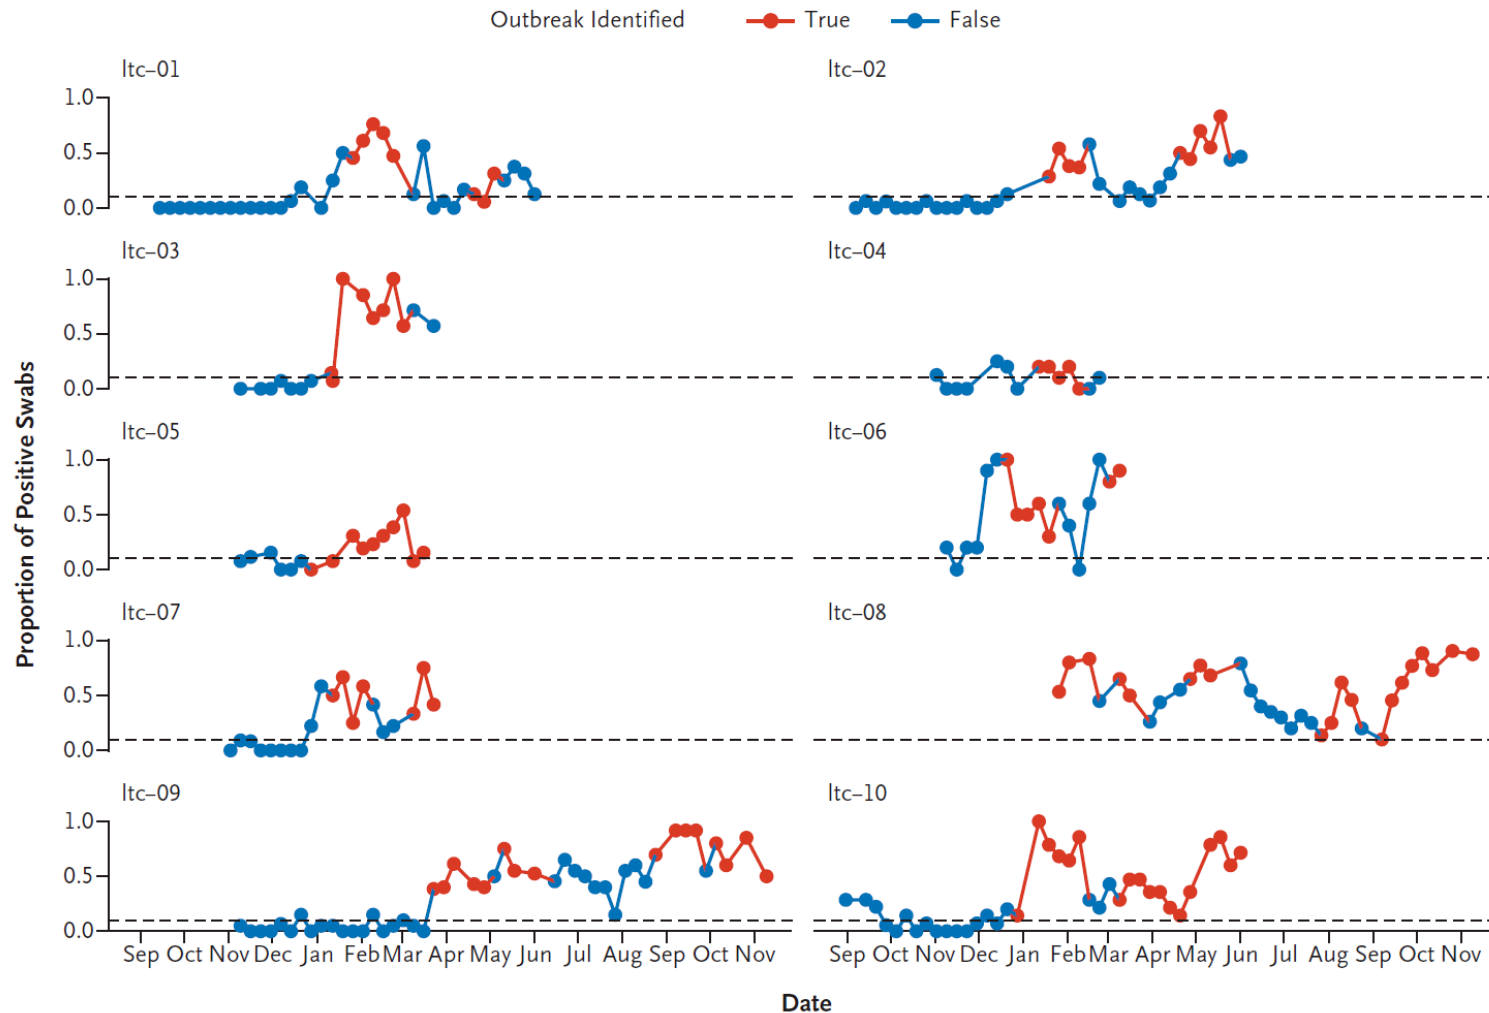 Outbreak Identified True False
ltc–01 ltc–02
1.0
0.5
0.0
ltc–03 ltc–04
1.0
0.5
0.0
ltc–05 ltc–06
1.0
0.5
0.0
ltc–07 ltc–08
1.0
0.5
0.0
ltc–09 ltc–10
1.0
0.5
0.0
Proportion of Positive Swabs
Sep Oct Nov Dec Jan Feb Mar Apr May Jun Jul Aug Sep Oct Nov Sep Oct Nov Dec Jan Feb Mar Apr May Jun Jul Aug Sep Oct Nov
Date